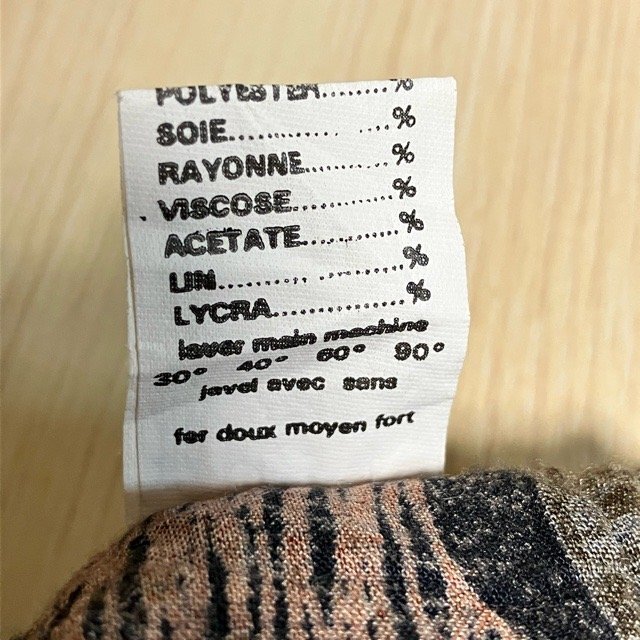 POLYESTER..........%
SOIE............... ....%
RAYONNE............%
VISCOSE..............%
ACETATE..............%
LIN............ ............%
LYCRA.................%
laver main machine
30° 40° 60° 90°
javel avec sans
fer doux moyen fort